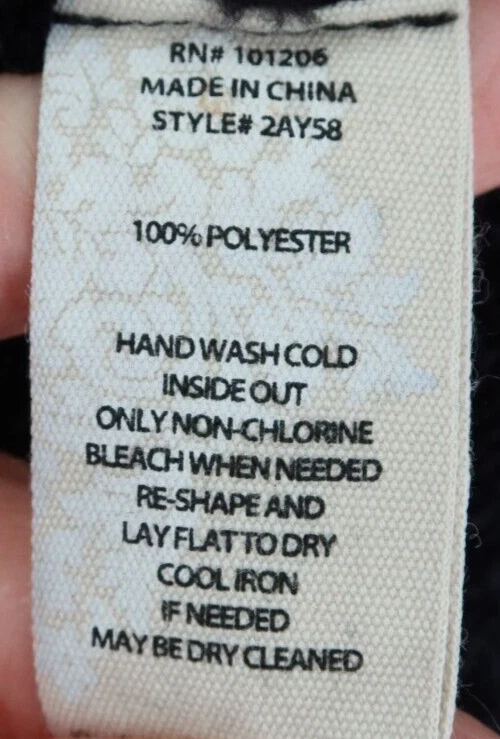 RN# 101206
MADE IN CHINA
STYLE# 2AY58
100% POLYESTER
HAND WASH COLD
INSIDE OUT
ONLY NON-CHLORINE
BLEACH WHEN NEEDED
RE-SHAPE AND
LAY FLAT TO DRY
COOL IRON
IF NEEDED
MAY BE DRY CLEANED